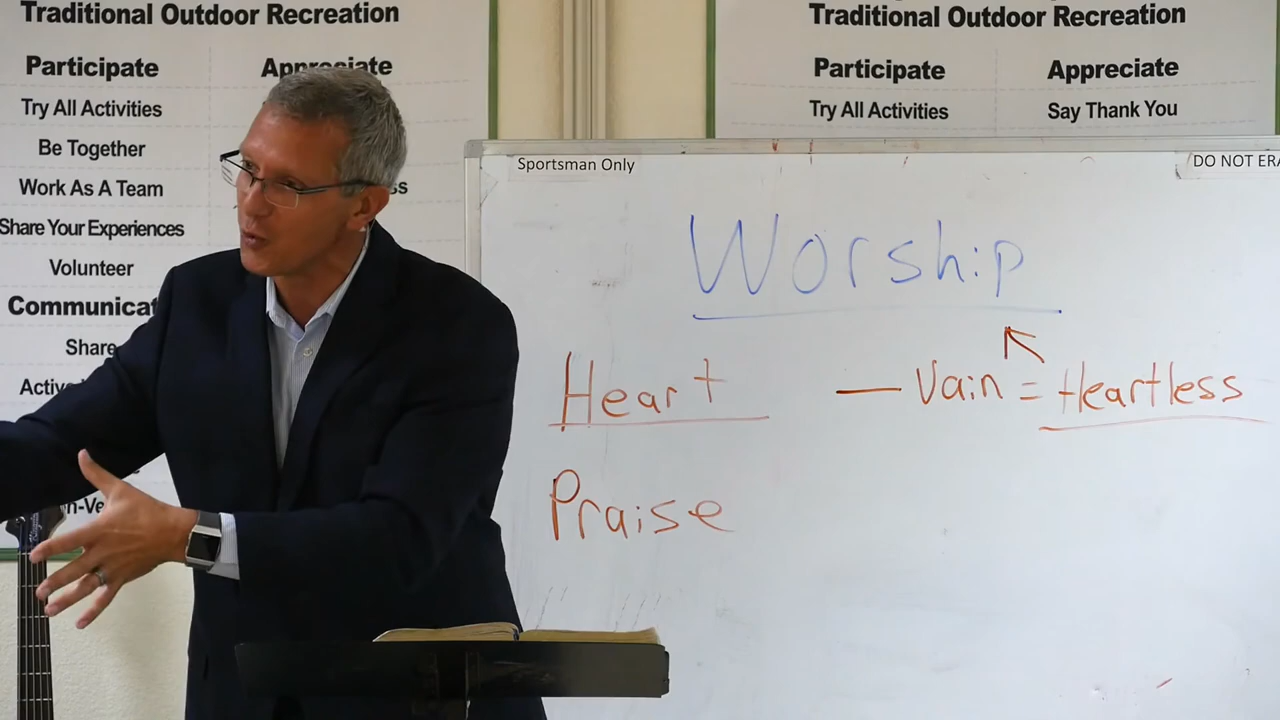 Traditional Outdoor Recreation
Participate Appreciate
Try All Activities
Be Together
Work As A Team
Share Your Experiences
Volunteer
Share
Traditional Outdoor Recreation
Participate Appreciate
Try All Activities Say Thank You
Sportsman Only
DO NOT
Worship
Heart — Vain = Heartless
Praise